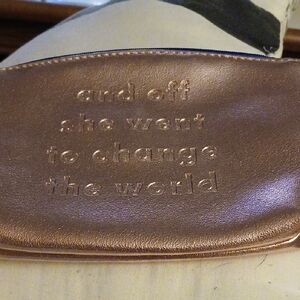 and off
she went
to change
the world